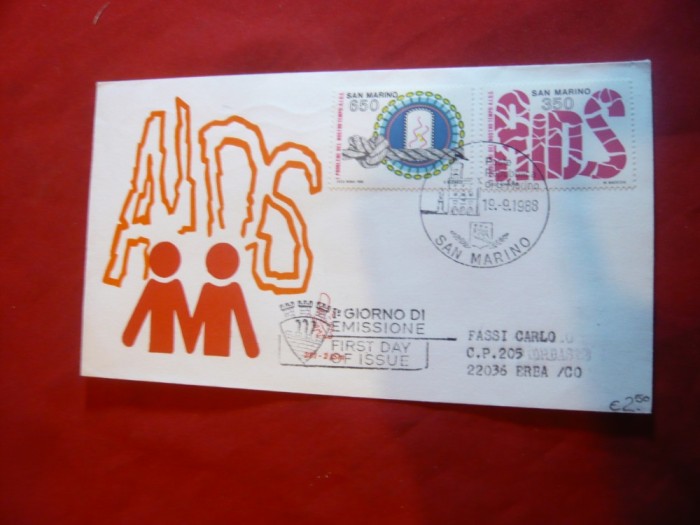 AIDS
SAN MARINO
650
SAN MARINO
350
AIDS
19.-9.1988
SAN MARINO
1º GIORNO DI
EMISSIONE
FIRST DAY
OF ISSUE
FASSI CARLO
C.P.205
22036 ERBA /CO
€2.50